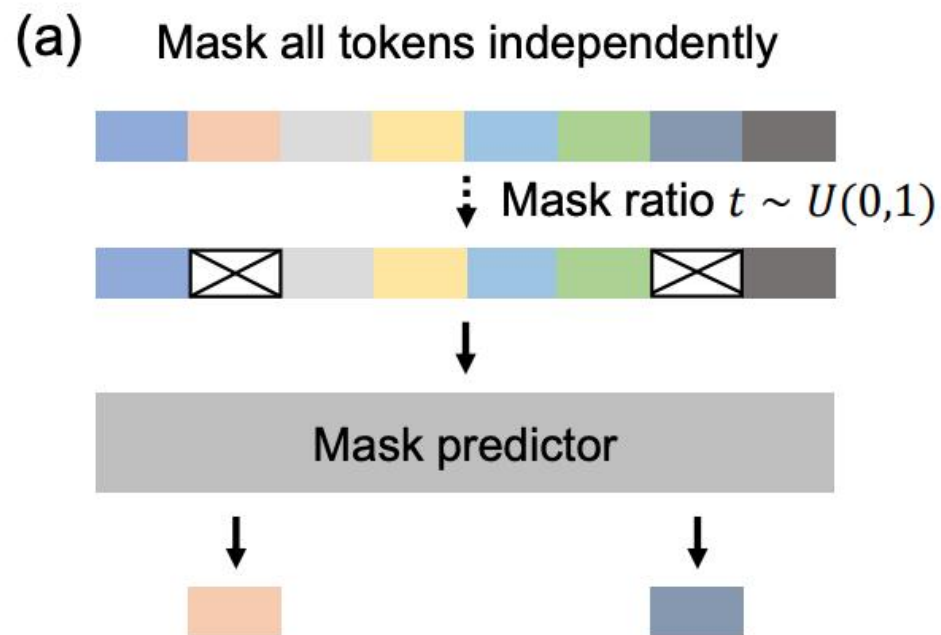 (a) Mask all tokens independently
Mask ratio t ~ U(0,1)
Mask predictor